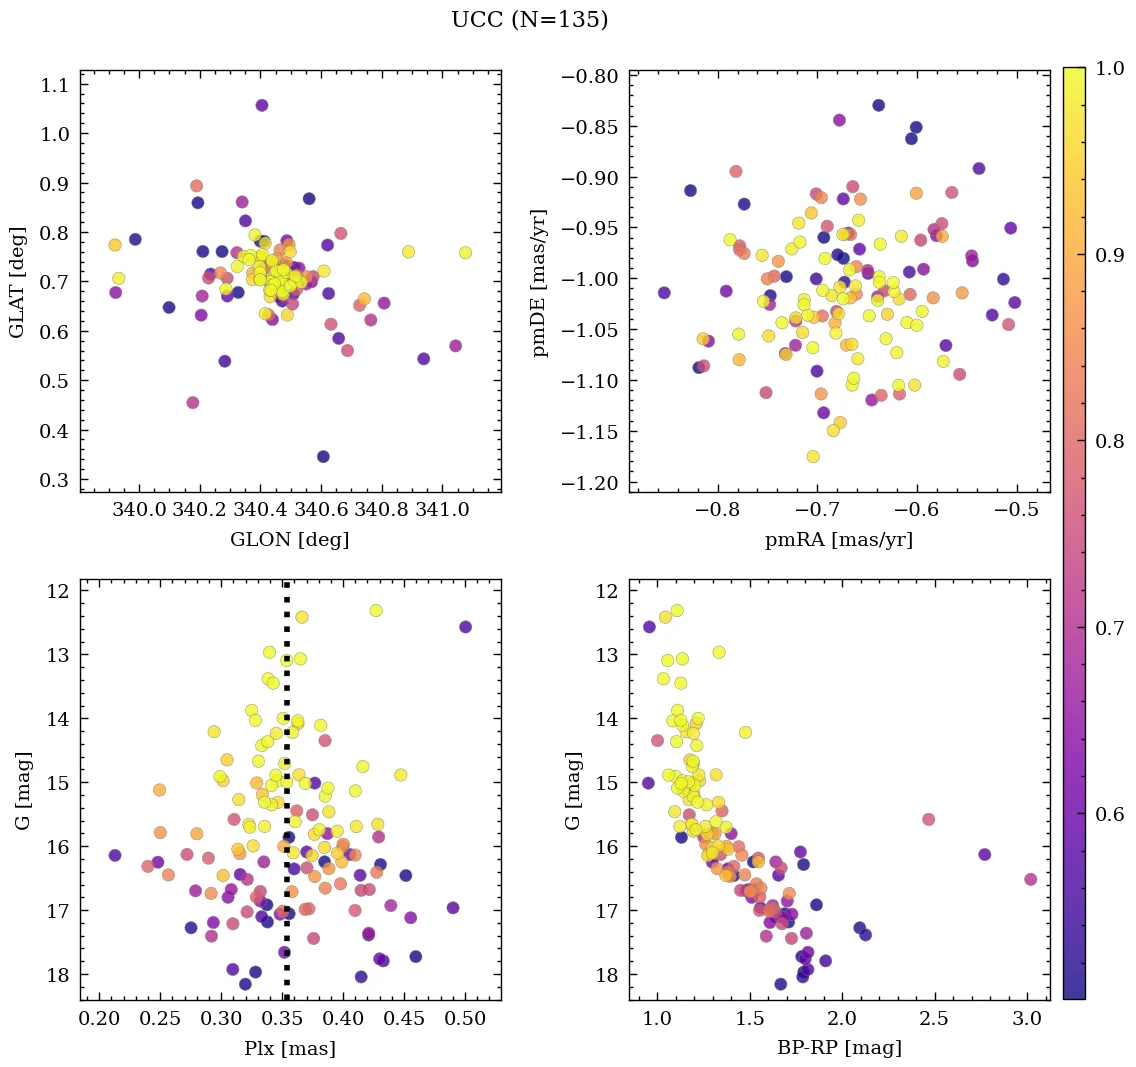 UCC (N=135)
1.1
1.0
0.9
0.8
0.7
0.6
0.5
0.4
0.3
GLAT [deg]
340.0 340.2 340.4 340.6 340.8 341.0
GLON [deg]
−0.80
−0.85
−0.90
−0.95
−1.00
−1.05
−1.10
−1.15
−1.20
pmDE [mas/yr]
−0.8 −0.7 −0.6 −0.5
pmRA [mas/yr]
12
13
14
15
16
17
18
G [mag]
0.20 0.25 0.30 0.35 0.40 0.45 0.50
Plx [mas]
12
13
14
15
16
17
18
G [mag]
1.0 1.5 2.0 2.5 3.0
BP-RP [mag]
1.0
0.9
0.8
0.7
0.6